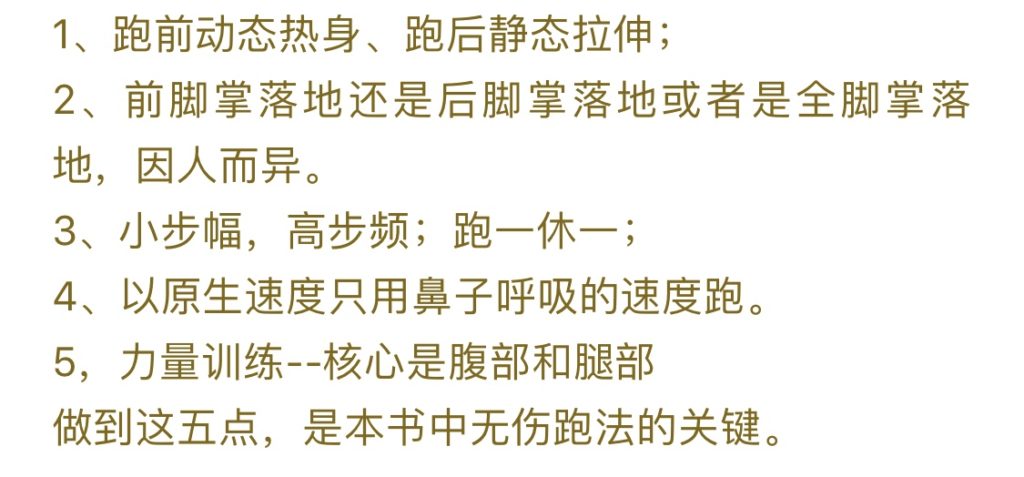 1、跑前动态热身、跑后静态拉伸；
2、前脚掌落地还是后脚掌落地或者是全脚掌落
地，因人而异。
3、小步幅，高步频；跑一休一；
4、以原生速度只用鼻子呼吸的速度跑。
5，力量训练--核心是腹部和腿部
做到这五点，是本书中无伤跑法的关键。